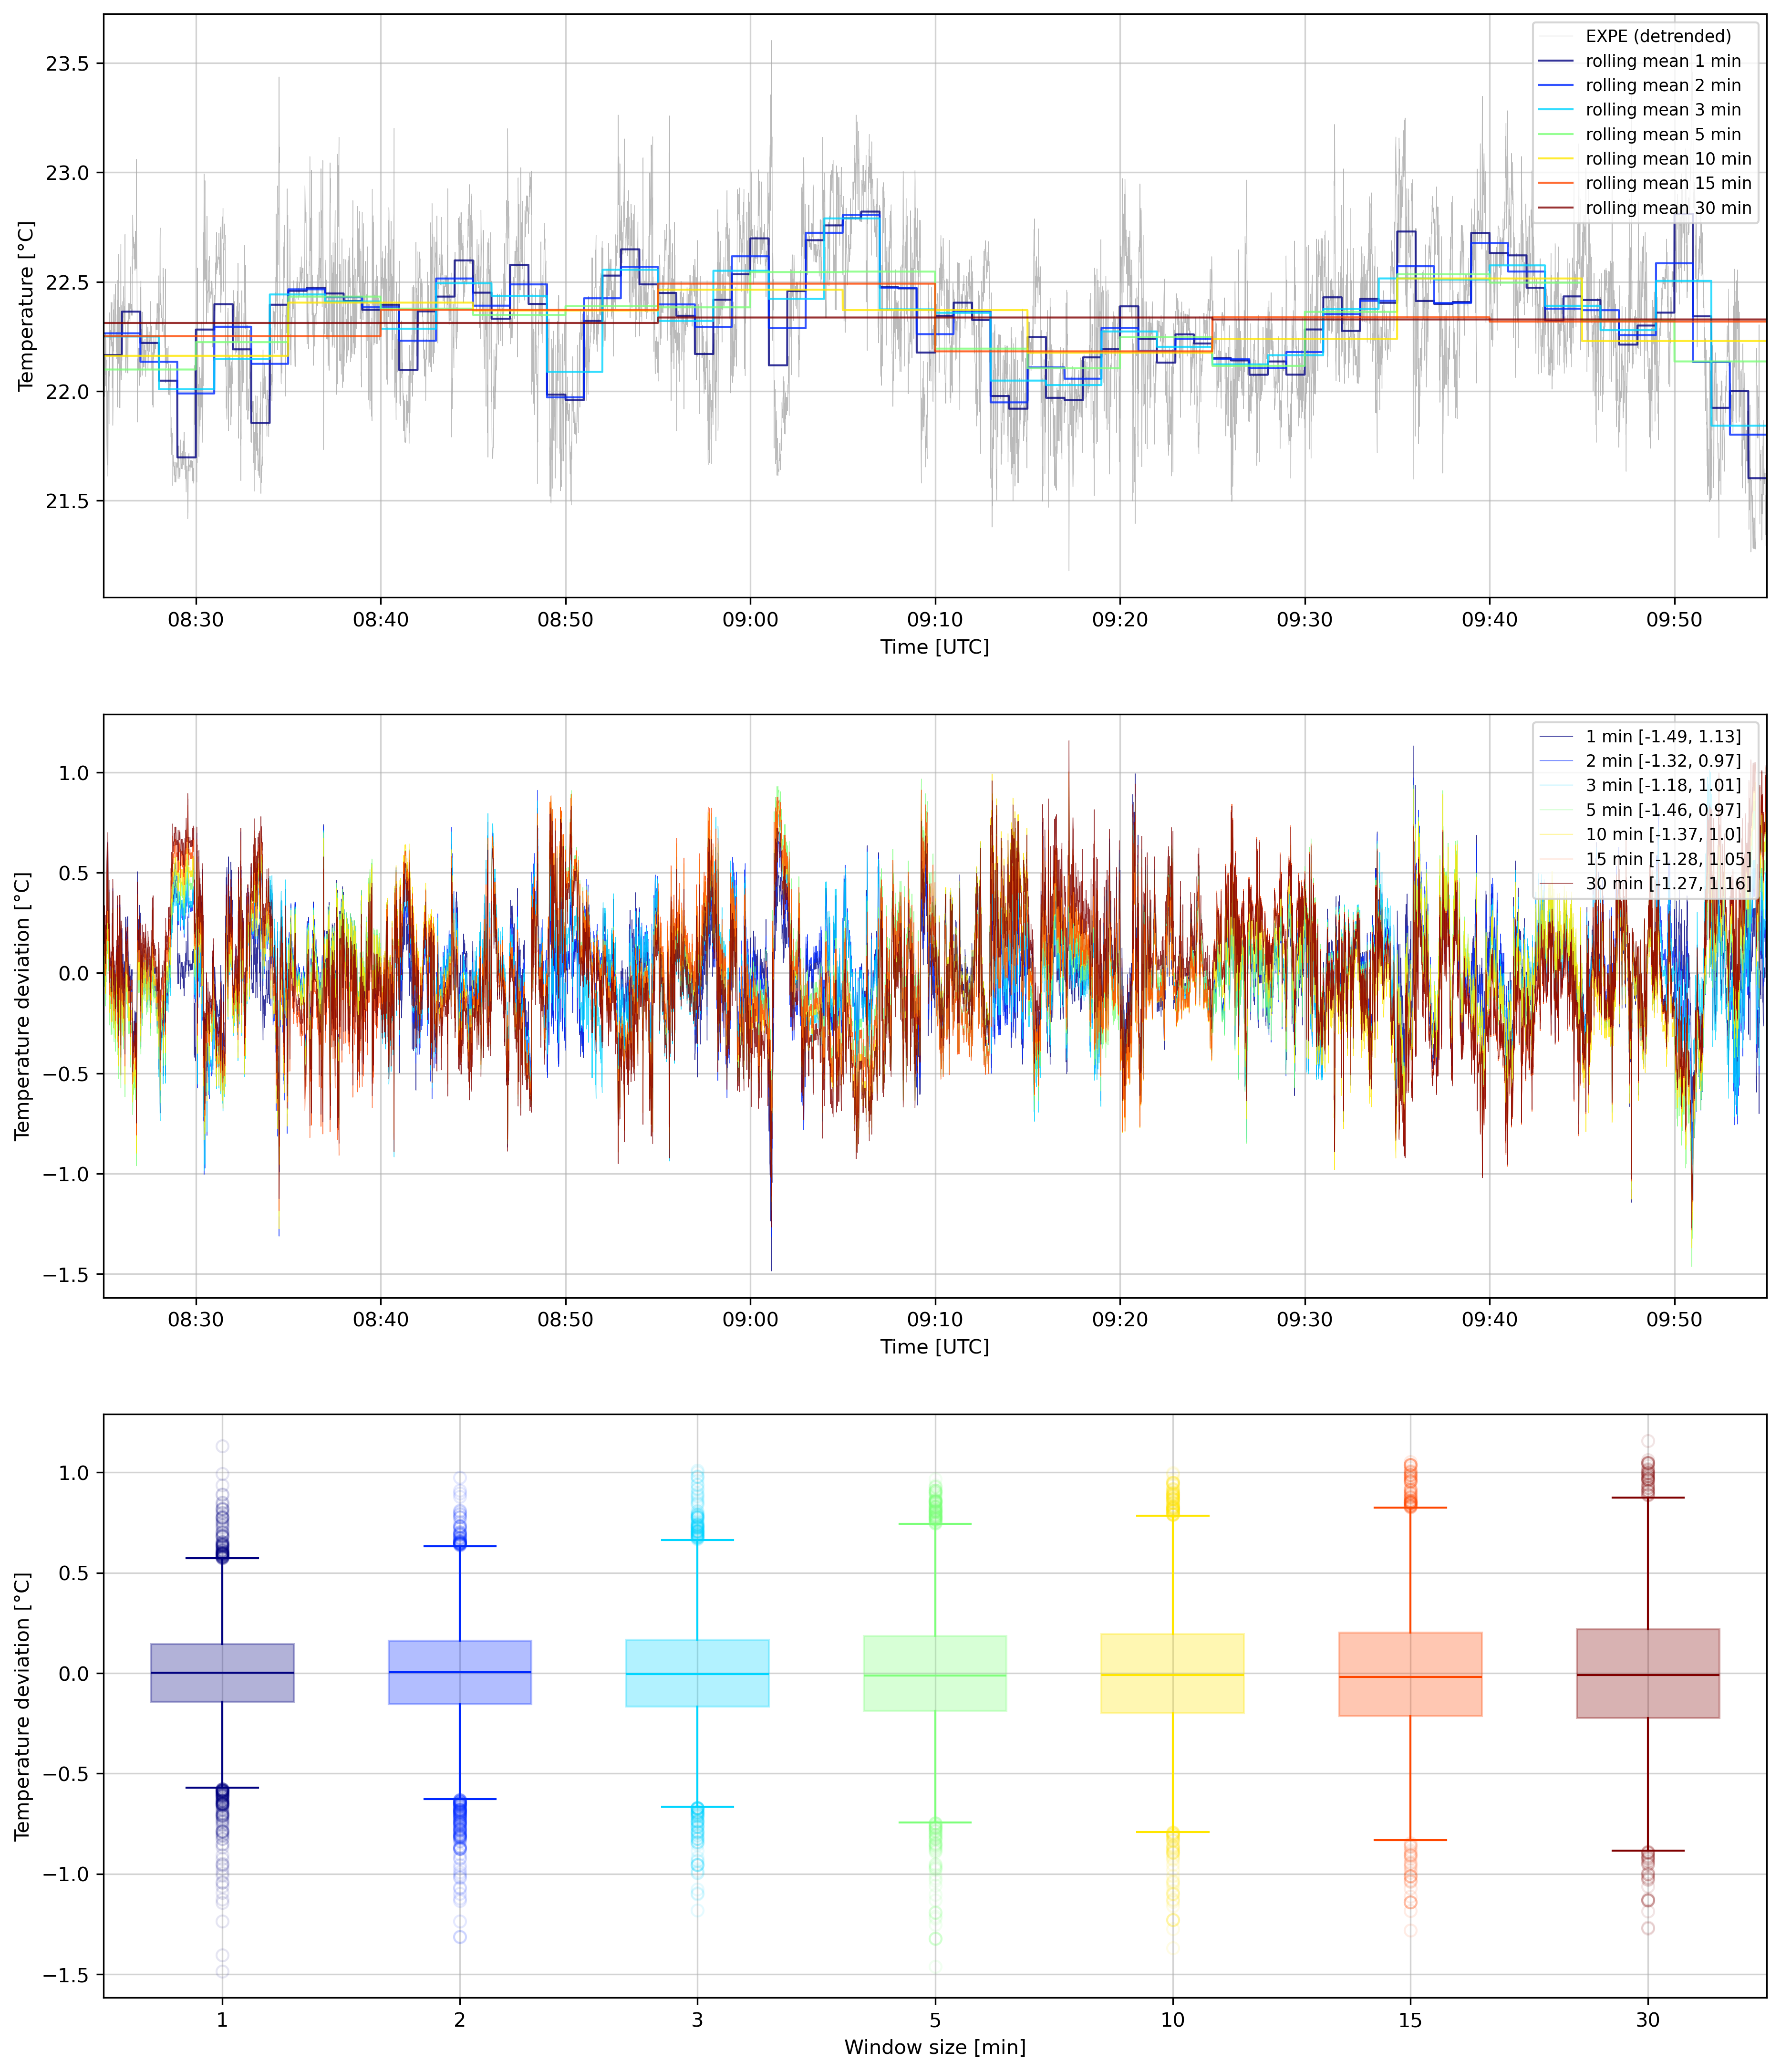 23.5
23.0
22.5
22.0
21.5
Temperature [°C]
EXPE (detrended)
rolling mean 1 min
rolling mean 2 min
rolling mean 3 min
rolling mean 5 min
rolling mean 10 min
rolling mean 15 min
rolling mean 30 min
08:30 08:40 08:50 09:00 09:10 09:20 09:30 09:40 09:50
Time [UTC]
1.0
0.5
0.0
−0.5
−1.0
−1.5
Temperature deviation [°C]
1 min [-1.49, 1.13]
2 min [-1.32, 0.97]
3 min [-1.18, 1.01]
5 min [-1.46, 0.97]
10 min [-1.37, 1.0]
15 min [-1.28, 1.05]
30 min [-1.27, 1.16]
08:30 08:40 08:50 09:00 09:10 09:20 09:30 09:40 09:50
Time [UTC]
1.0
0.5
0.0
−0.5
−1.0
−1.5
Temperature deviation [°C]
1 2 3 5 10 15 30
Window size [min]